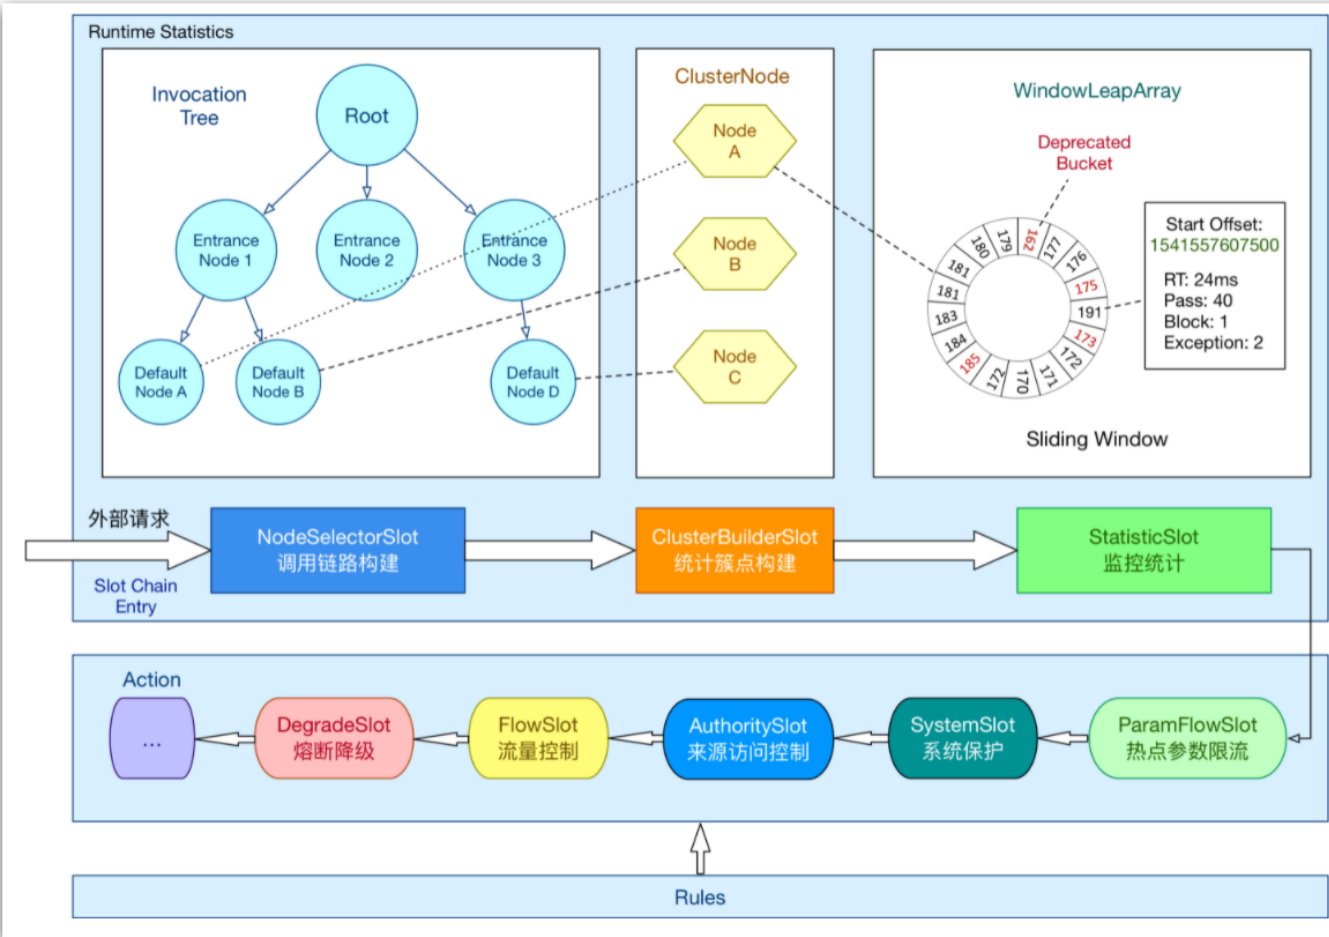 Runtime Statistics
Invocation
Tree
Root
Entrance
Node 1
Entrance
Node 2
Entrance
Node 3
Default
Node A
Default
Node B
Default
Node D
ClusterNode
Node
A
Node
B
Node
C
WindowLeapArray
Deprecated
Bucket
162
177
176
175
191
173
172
171
170
172
185
184
183
181
181
180
179
Start Offset:
1541557607500
RT: 24ms
Pass: 40
Block: 1
Exception: 2
Sliding Window
外部请求
Slot Chain
Entry
NodeSelectorSlot
调用链路构建
ClusterBuilderSlot
统计簇点构建
StatisticSlot
监控统计
Action
...
DegradeSlot
熔断降级
FlowSlot
流量控制
AuthoritySlot
来源访问控制
SystemSlot
系统保护
ParamFlowSlot
热点参数限流
Rules